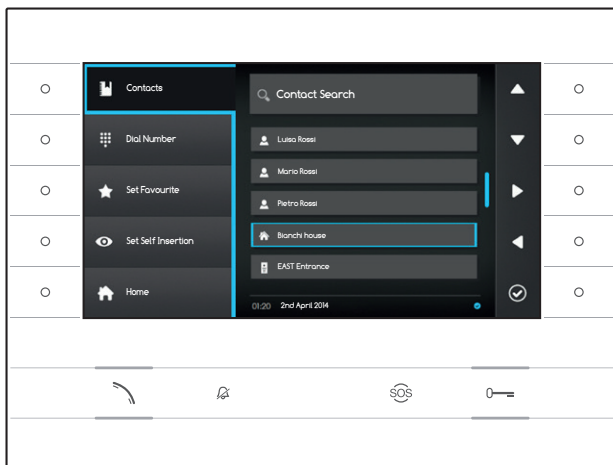 Contacts
Dial Number
Set Favourite
Set Self Insertion
Home
Contact Search
Luisa Rossi
Mario Rossi
Pietro Rossi
Bianchi house
EAST Entrance
01:20 2nd April 2014
SOS